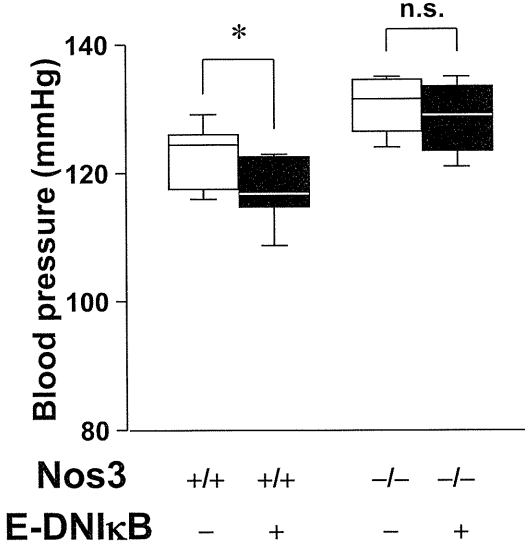 n.s.
*
140
120
100
80
Blood pressure (mmHg)
Nos3 +/+ +/+ −/− −/−
E-DNIκB − + − +